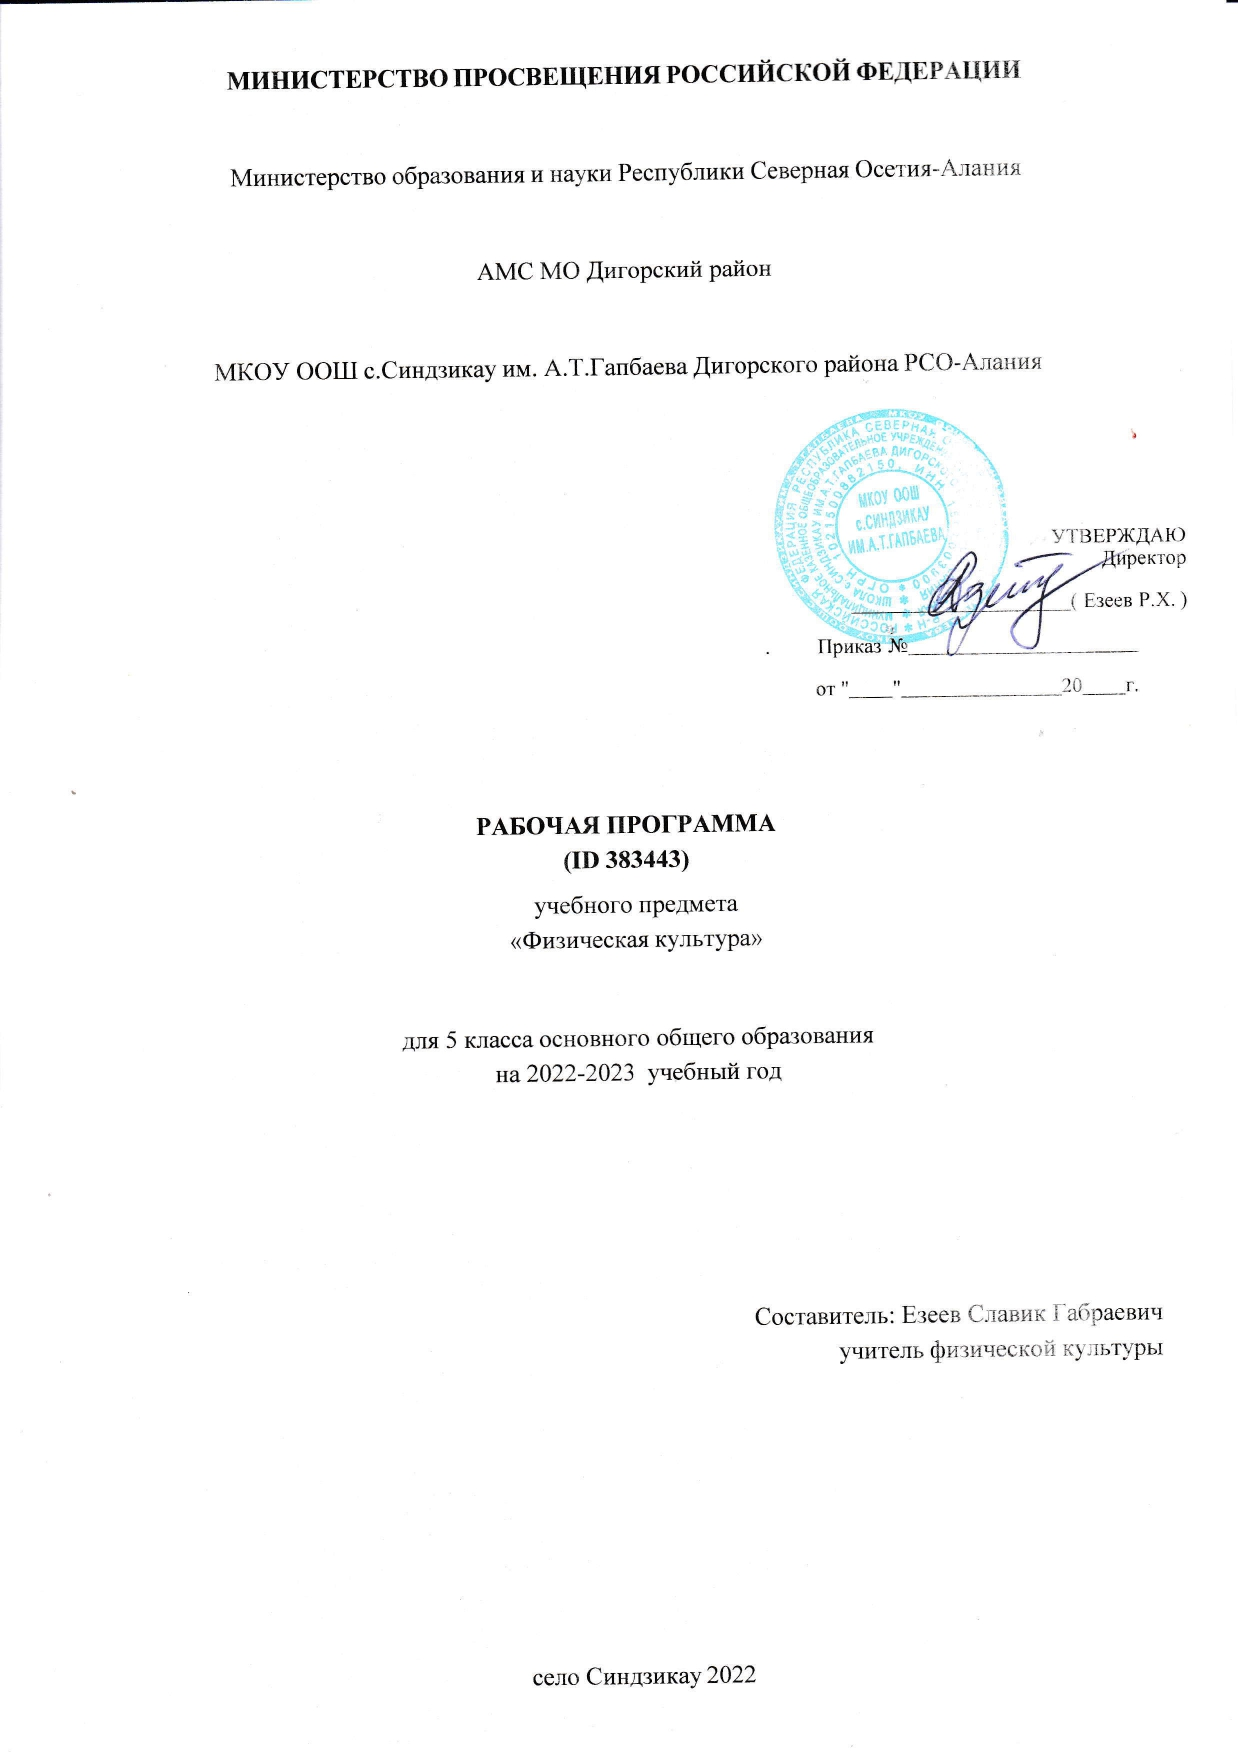 МИНИСТЕРСТВО ПРОСВЕЩЕНИЯ РОССИЙСКОЙ ФЕДЕРАЦИИ
Министерство образования и науки Республики Северная Осетия-Алания
АМС МО Дигорский район
МКОУ ООШ с.Синдзикау им. А.Т.Гапбаева Дигорского района РСО-Алания
МКОУ ООШ
с.СИНДЗИКАУ
ИМ.А.Т.ГАПБАЕВА
УТВЕРЖДАЮ
Директор
( Езеев Р.Х. )
Приказ №
от "____"________________20____г.
РАБОЧАЯ ПРОГРАММА
(ID 383443)
учебного предмета
«Физическая культура»
для 5 класса основного общего образования
на 2022-2023 учебный год
Составитель: Езеев Славик Габраевич
учитель физической культуры
село Синдзикау 2022